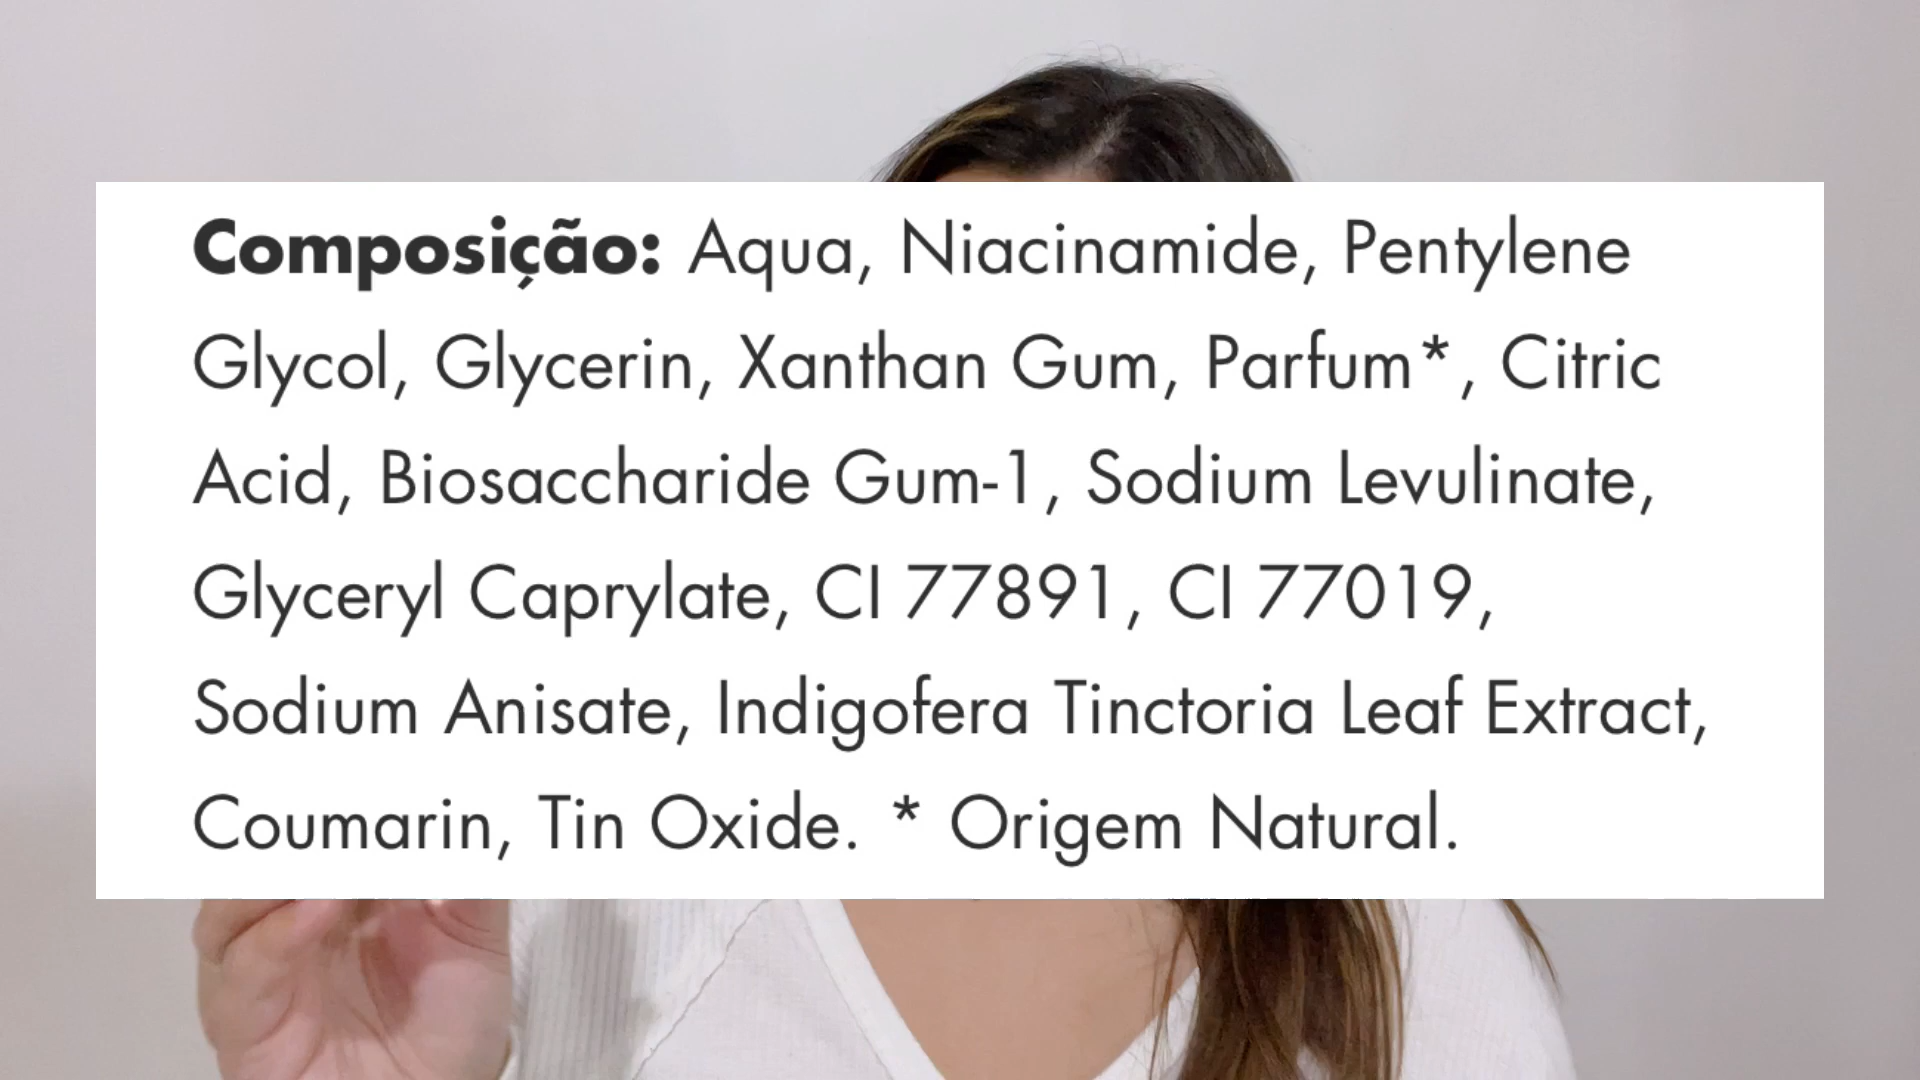 Composição: Aqua, Niacinamide, Pentylene
Glycol, Glycerin, Xanthan Gum, Parfum*, Citric
Acid, Biosaccharide Gum-1, Sodium Levulinate,
Glyceryl Caprylate, CI 77891, CI 77019,
Sodium Anisate, Indigofera Tinctoria Leaf Extract,
Coumarin, Tin Oxide. * Origem Natural.